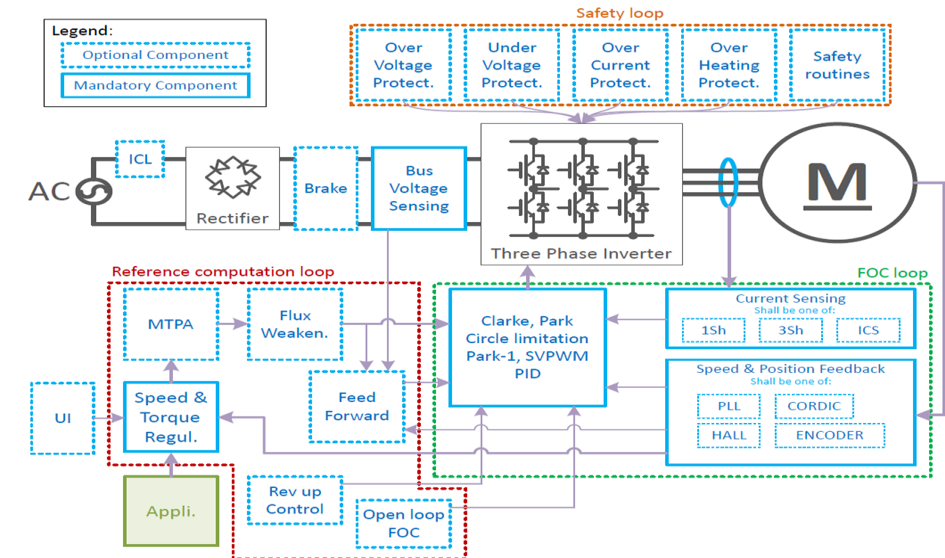 Safety loop
Legend:
Optional Component
Mandatory Component
Over
Voltage
Protect.
Under
Voltage
Protect.
Over
Current
Protect.
Over
Heating
Protect.
Safety
routines
AC
ICL
Rectifier
Brake
Bus
Voltage
Sensing
Three Phase Inverter
M
Reference computation loop
FOC loop
MTPA
Flux
Weaken.
Clarke, Park
Circle limitation
Park-1, SVPWM
PID
Current Sensing
Shall be one of:
1Sh
3Sh
ICS
Speed & Position Feedback
Shall be one of:
PLL
CORDIC
HALL
ENCODER
UI
Speed &
Torque
Regul.
Feed
Forward
Appli.
Rev up
Control
Open loop
FOC